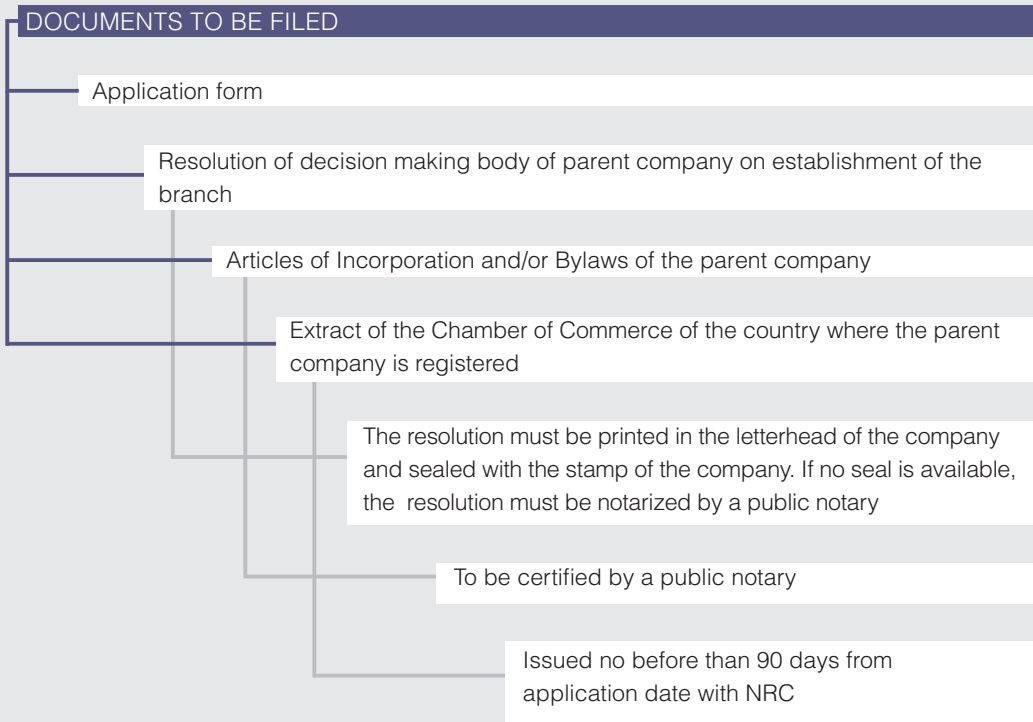 DOCUMENTS TO BE FILED
Application form
Resolution of decision making body of parent company on establishment of the
branch
Articles of Incorporation and/or Bylaws of the parent company
Extract of the Chamber of Commerce of the country where the parent
company is registered
The resolution must be printed in the letterhead of the company
and sealed with the stamp of the company. If no seal is available,
the resolution must be notarized by a public notary
To be certified by a public notary
Issued no before than 90 days from
application date with NRC